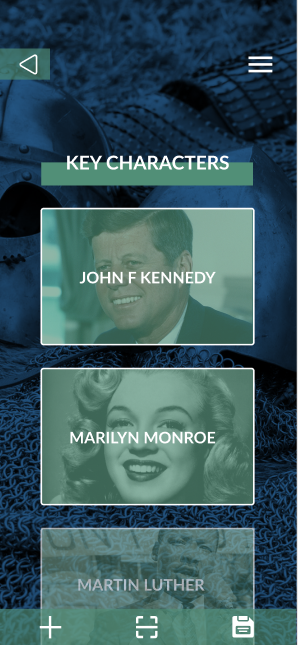 KEY CHARACTERS
JOHN F KENNEDY
MARILYN MONROE
MARTIN LUTHER